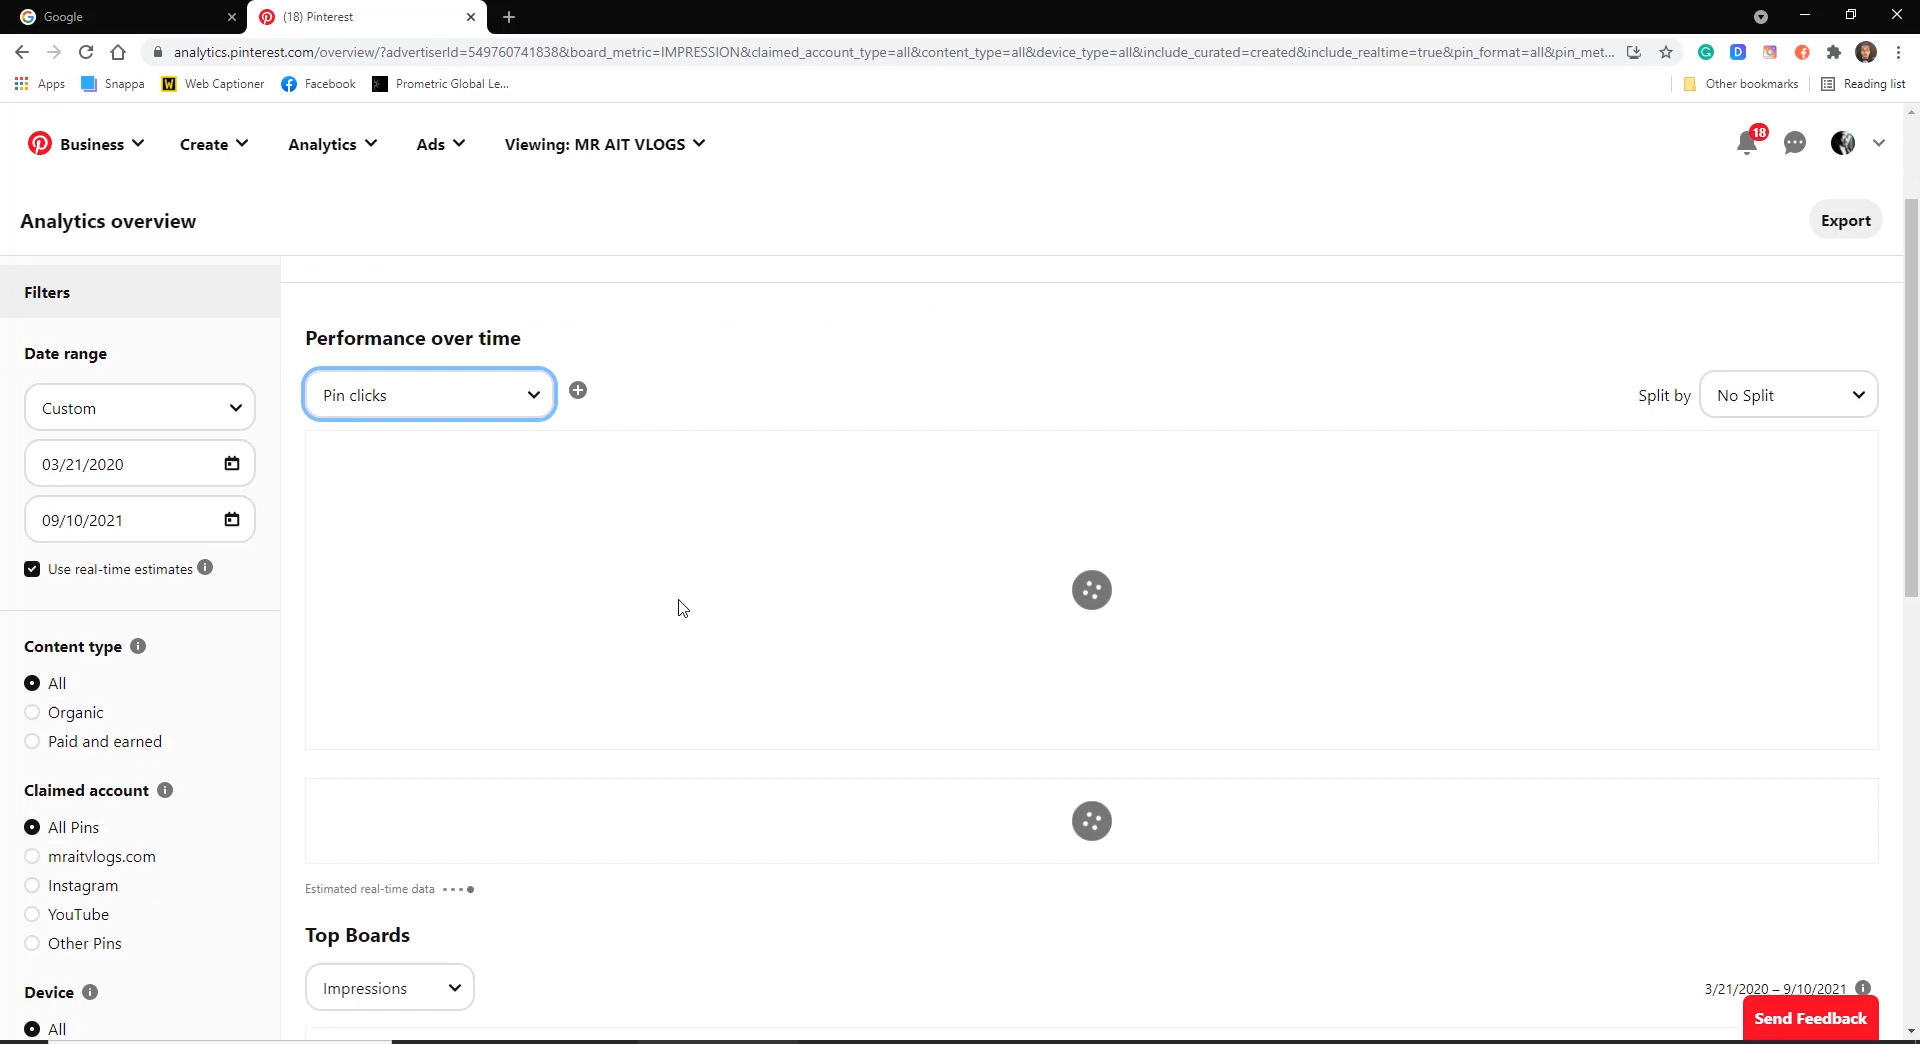 Google
(18) Pinterest
analytics.pinterest.com/overview/?advertiserId=549760741838&board_metric=IMPRESSION&claimed_account_type=all&content_type=all&device_type=all&include_curated=created&include_realtime=true&pin_format=all&pin_met...
Apps Snappa Web Captioner Facebook Prometric Global Le... Other bookmarks Reading list
Business Create Analytics Ads Viewing: MR AIT VLOGS 18
Analytics overview Export
Filters
Performance over time
Date range
Pin clicks Split by No Split
Custom
03/21/2020
09/10/2021
Use real-time estimates
Content type
All
Organic
Paid and earned
Claimed account
All Pins
mraitvlogs.com
Instagram
Estimated real-time data
YouTube
Top Boards
Other Pins
Impressions 3/21/2020 – 9/10/2021
Device
Send Feedback
All